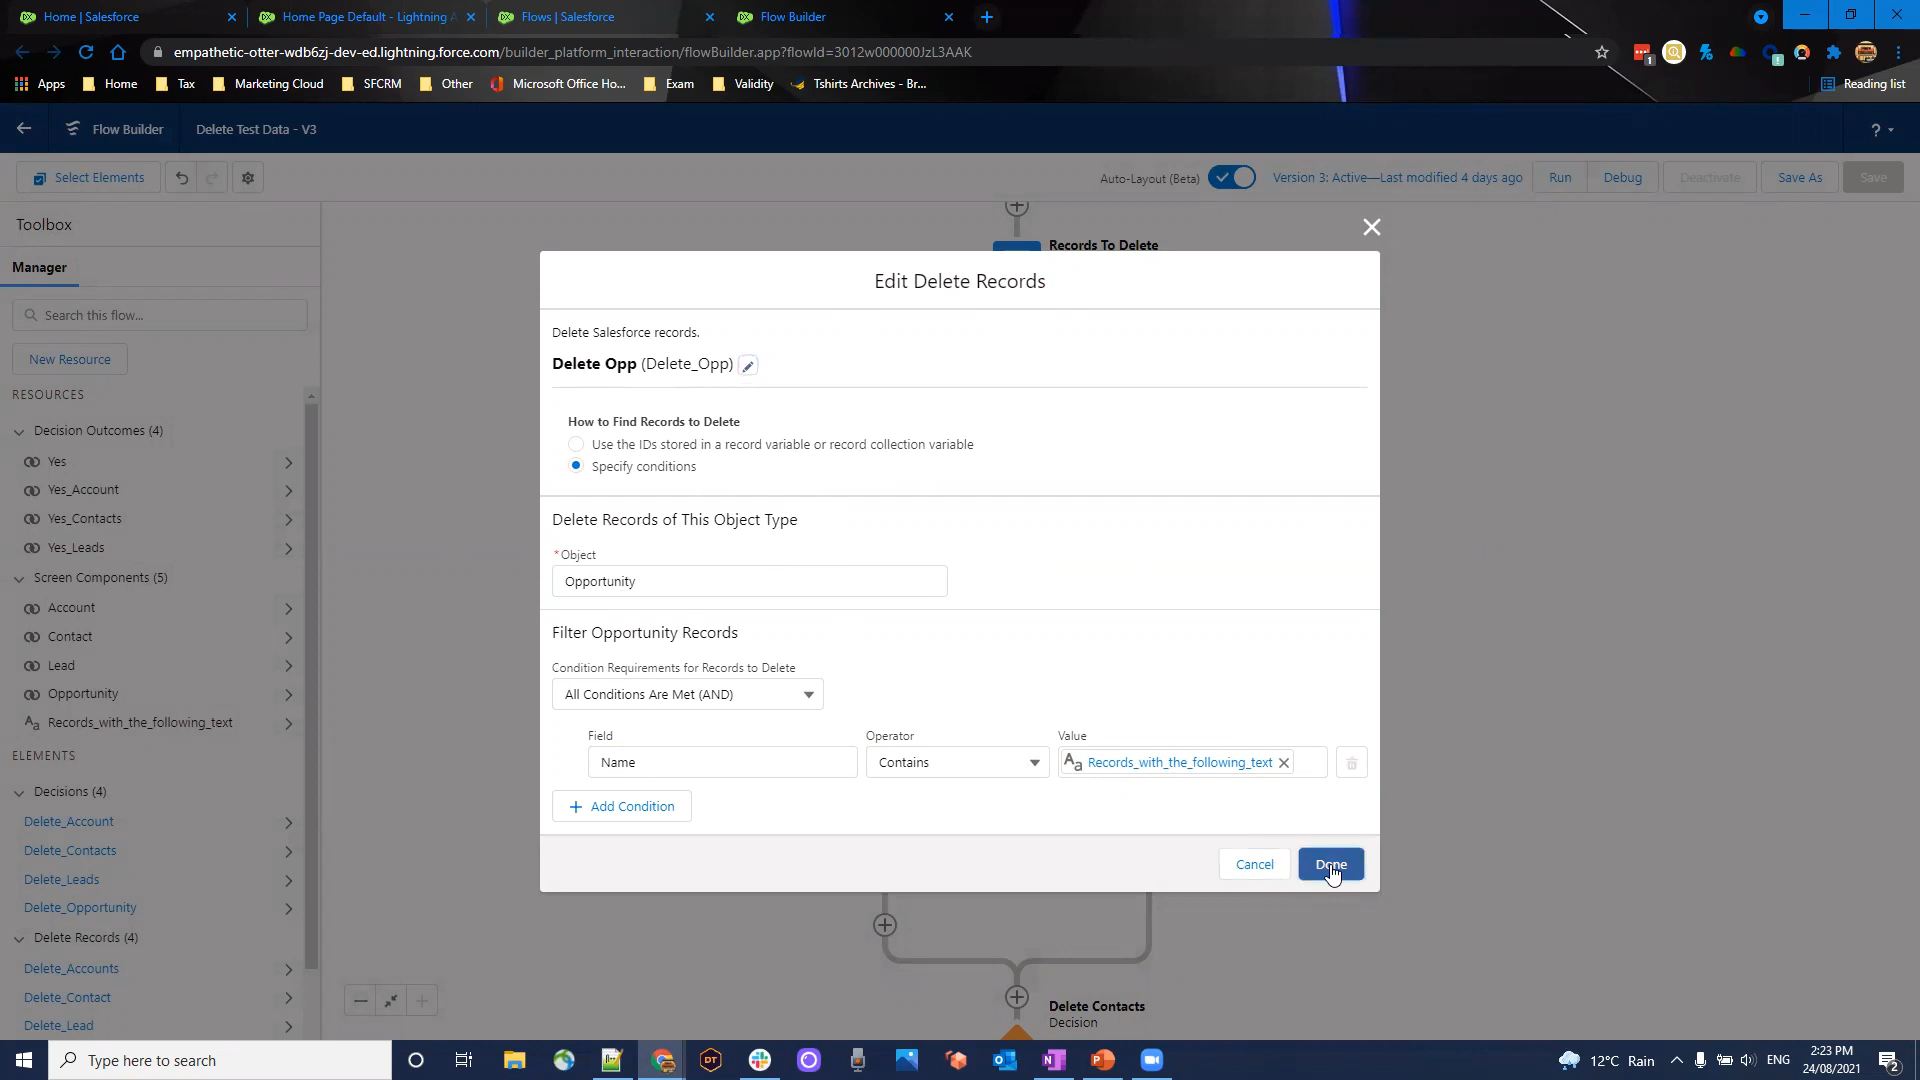 Home | Salesforce
Home Page Default - Lightning A
Flows | Salesforce
Flow Builder
empathetic-otter-wdb6zj-dev-ed.lightning.force.com/builder_platform_interaction/flowBuilder.app?flowId=3012w000000JzL3AAK
Apps
Home
Tax
Marketing Cloud
SFCRM
Other
Microsoft Office Ho...
Exam
Validity
Tshirts Archives - Br...
Reading list
Flow Builder
Delete Test Data - V3
?
Select Elements
Auto-Layout (Beta)
Version 3: Active—Last modified 4 days ago
Run
Debug
Deactivate
Save As
Save
Toolbox
Manager
Search this flow...
New Resource
RESOURCES
Decision Outcomes (4)
Yes
Yes_Account
Yes_Contacts
Yes_Leads
Screen Components (5)
Account
Contact
Lead
Opportunity
Records_with_the_following_text
ELEMENTS
Decisions (4)
Delete_Account
Delete_Contacts
Delete_Leads
Delete_Opportunity
Delete Records (4)
Delete_Accounts
Delete_Contact
Delete_Lead
Records To Delete
Edit Delete Records
Delete Salesforce records.
Delete Opp (Delete_Opp)
How to Find Records to Delete
Use the IDs stored in a record variable or record collection variable
Specify conditions
Delete Records of This Object Type
*Object
Opportunity
Filter Opportunity Records
Condition Requirements for Records to Delete
All Conditions Are Met (AND)
Field
Operator
Value
Name
Contains
Records_with_the_following_text
Add Condition
Cancel
Done
Delete Contacts
Decision
Type here to search
12°C Rain
ENG
2:23 PM
24/08/2021
2